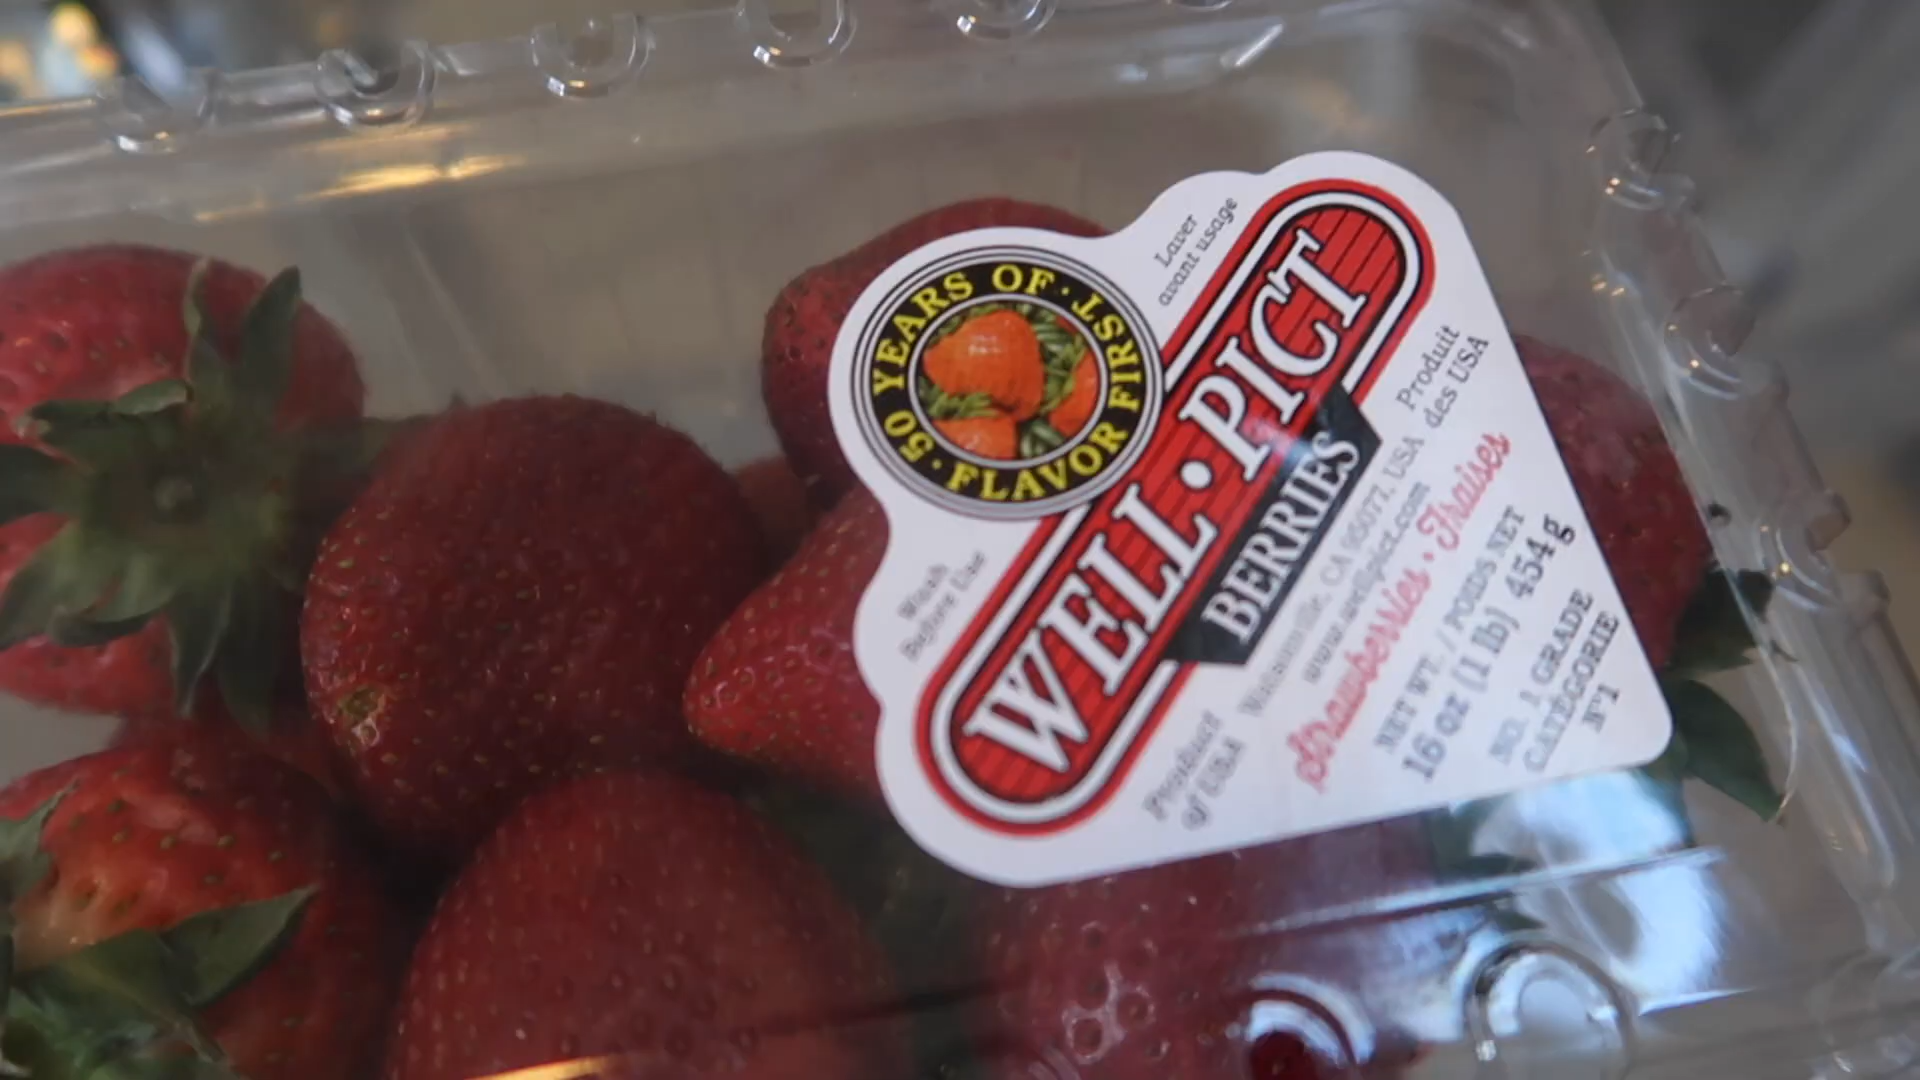 50 YEARS OF · FLAVOR FIRST ·
Laver
avant usage
WELL·PICT
BERRIES
Wash
Before Use
Produit
des USA
Product
of USA
Watsonville, CA 95077, USA
www.wellpict.com
Strawberries · Fraises
NET WT. / POIDS NET
16 oz (1 lb) 454 g
NO. 1 GRADE
CATÉGORIE
N°1